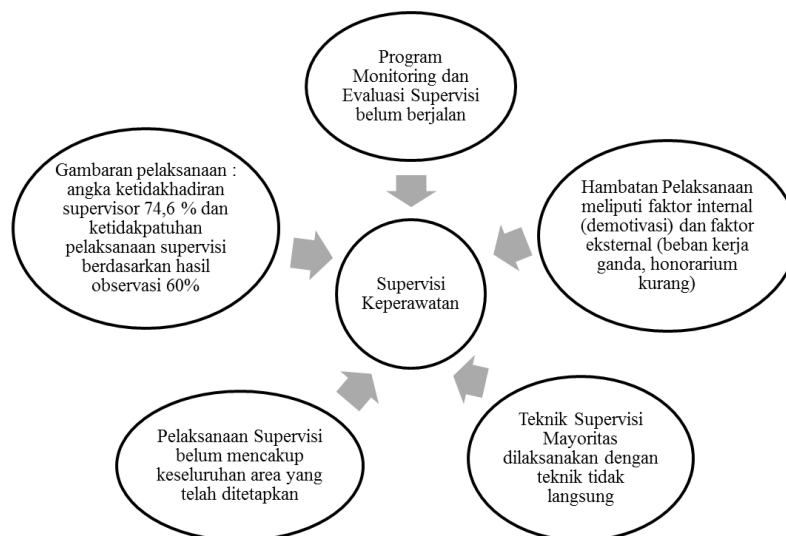 Program
Monitoring dan
Evaluasi Supervisi
belum berjalan
Gambaran pelaksanaan :
angka ketidakhadiran
supervisor 74,6 % dan
ketidakpatuhan
pelaksanaan supervisi
berdasarkan hasil
observasi 60%
Hambatan Pelaksanaan
meliputi faktor internal
(demotivasi) dan faktor
eksternal (beban kerja
ganda, honorarium
kurang)
Supervisi
Keperawatan
Pelaksanaan Supervisi
belum mencakup
keseluruhan area yang
telah ditetapkan
Teknik Supervisi
Mayoritas
dilaksanakan dengan
teknik tidak
langsung